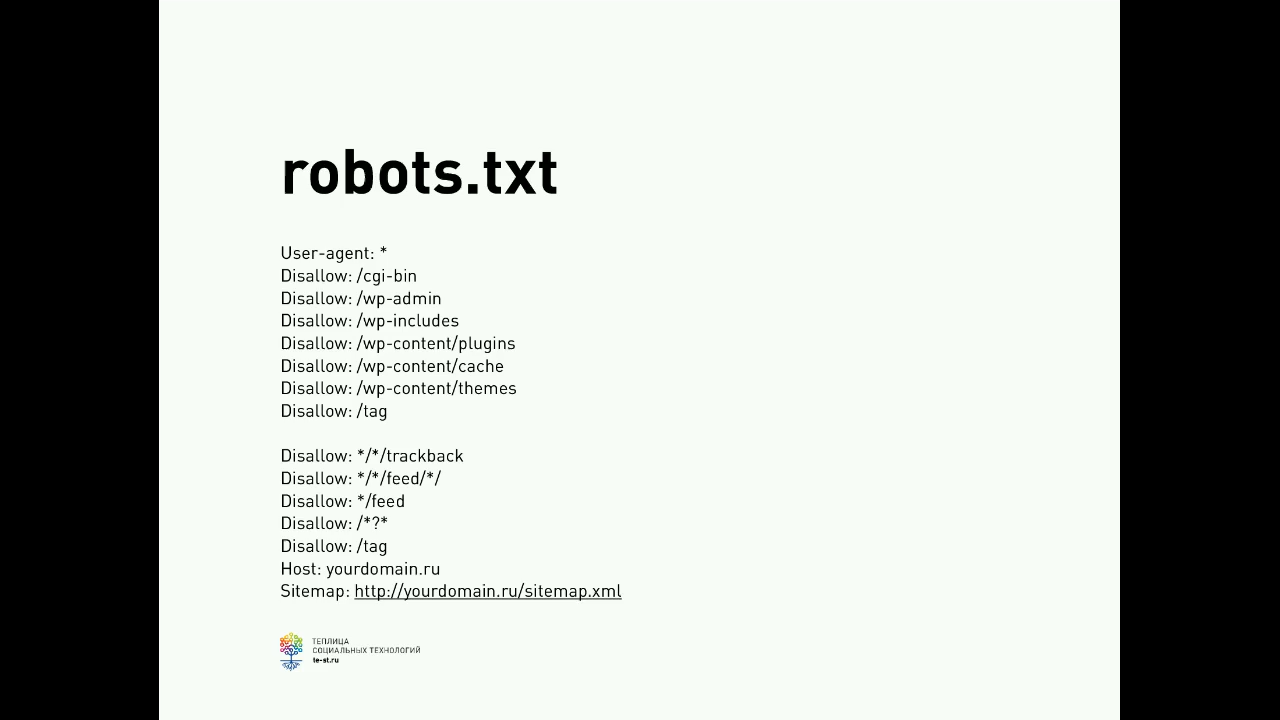 robots.txt
User-agent: *
Disallow: /cgi-bin
Disallow: /wp-admin
Disallow: /wp-includes
Disallow: /wp-content/plugins
Disallow: /wp-content/cache
Disallow: /wp-content/themes
Disallow: /tag
Disallow: */*/trackback
Disallow: */*/feed/*/
Disallow: */feed
Disallow: /*?*
Disallow: /tag
Host: yourdomain.ru
Sitemap: http://yourdomain.ru/sitemap.xml
ТЕПЛИЦА
СОЦИАЛЬНЫХ ТЕХНОЛОГИЙ
te-st.ru